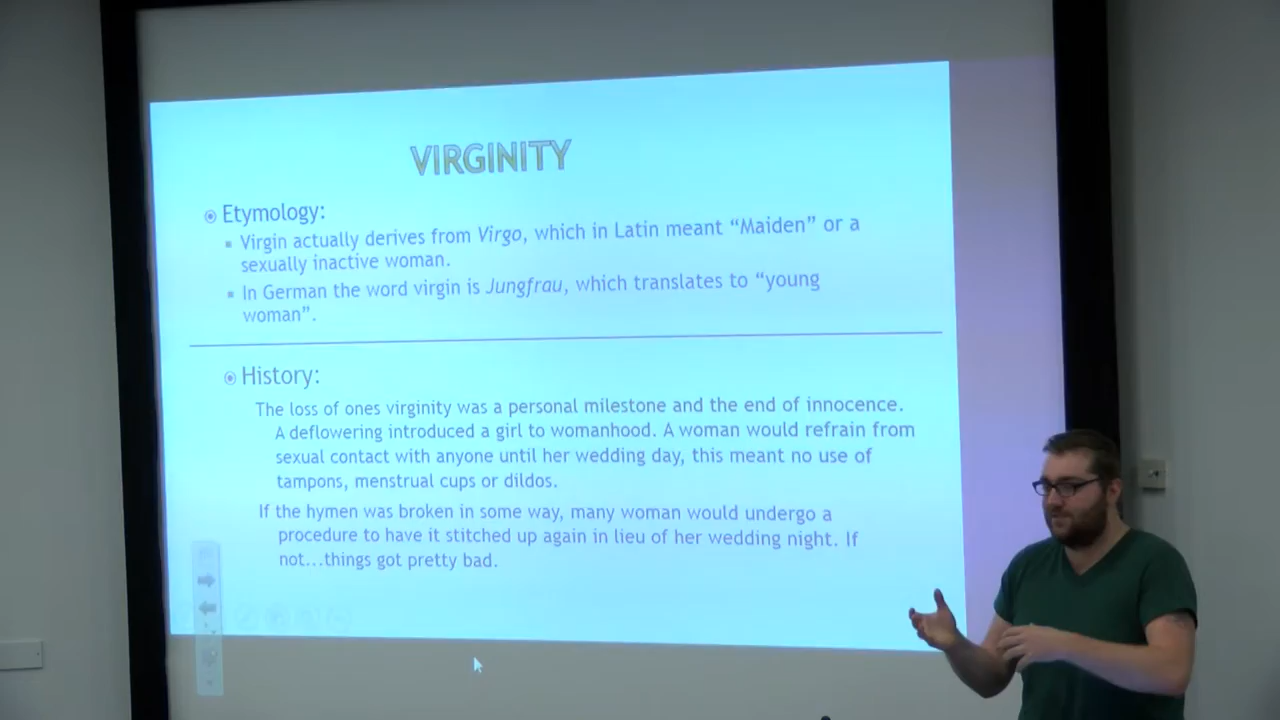 VIRGINITY
Etymology:
Virgin actually derives from Virgo, which in Latin meant “Maiden” or a
sexually inactive woman.
In German the word virgin is Jungfrau, which translates to “young
woman”.
History:
The loss of ones virginity was a personal milestone and the end of innocence.
A deflowering introduced a girl to womanhood. A woman would refrain from
sexual contact with anyone until her wedding day, this meant no use of
tampons, menstrual cups or dildos.
If the hymen was broken in some way, many woman would undergo a
procedure to have it stitched up again in lieu of her wedding night. If
not...things got pretty bad.